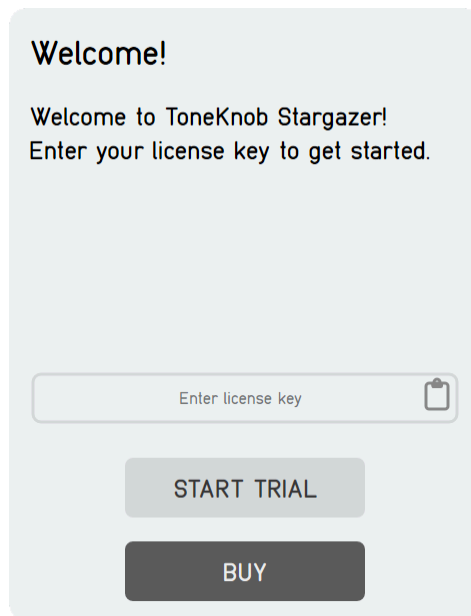 Welcome!
Welcome to ToneKnob Stargazer!
Enter your license key to get started.
Enter license key
START TRIAL
BUY